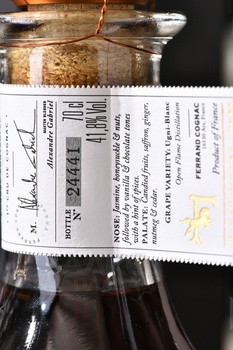 MASTER BLENDER
Alexandre Gabriel
M.
BOTTLE
N° 24441
70 cl
41,8% Vol.
NOSE: Jasmine, honeysuckle & nuts,
followed by vanilla & chocolate tones
with a hint of spices.
PALATE: Candied fruits, saffron, ginger,
nutmeg & cedar.
GRAPE VARIETY: Ugni-Blanc
Open Flame Distillation
FERRAND COGNAC
Product of France